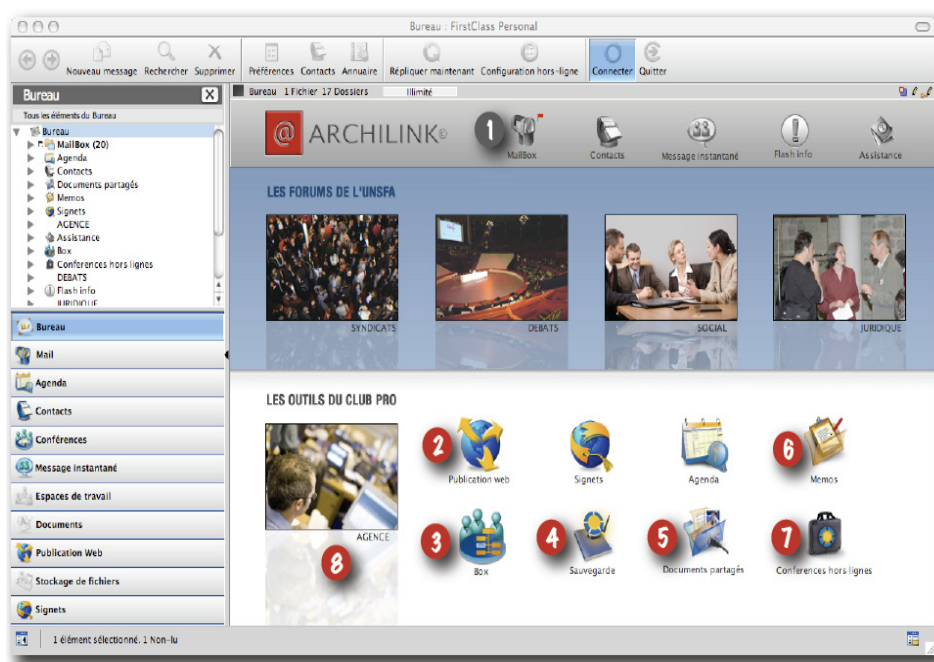 Bureau : FirstClass Personal
Nouveau message Rechercher Supprimer Préférences Contacts Annuaire Répliquer maintenant Configuration hors-ligne Connecter Quitter
Bureau
Bureau 1 Fichier 17 Dossiers Illimité
Tous les éléments du Bureau
Bureau
MailBox (20)
Agenda
Contacts
Documents partagés
Memos
Signets
AGENCE
Assistance
Box
Conferences hors lignes
DEBATS
Flash info
JURIDIQUE
Bureau
Mail
Agenda
Contacts
Conférences
Message instantané
Espaces de travail
Documents
Publication Web
Stockage de fichiers
Signets
@ ARCHILINK©
1
MailBox
Contacts
33
Message instantané
Flash info
Assistance
LES FORUMS DE L'UNSFA
SYNDICATS
DEBATS
SOCIAL
JURIDIQUE
LES OUTILS DU CLUB PRO
AGENCE
8
2
Publication web
Signets
Agenda
6
Memos
3
Box
4
Sauvegarde
5
Documents partagés
7
Conferences hors lignes
1 élément sélectionné. 1 Non-lu